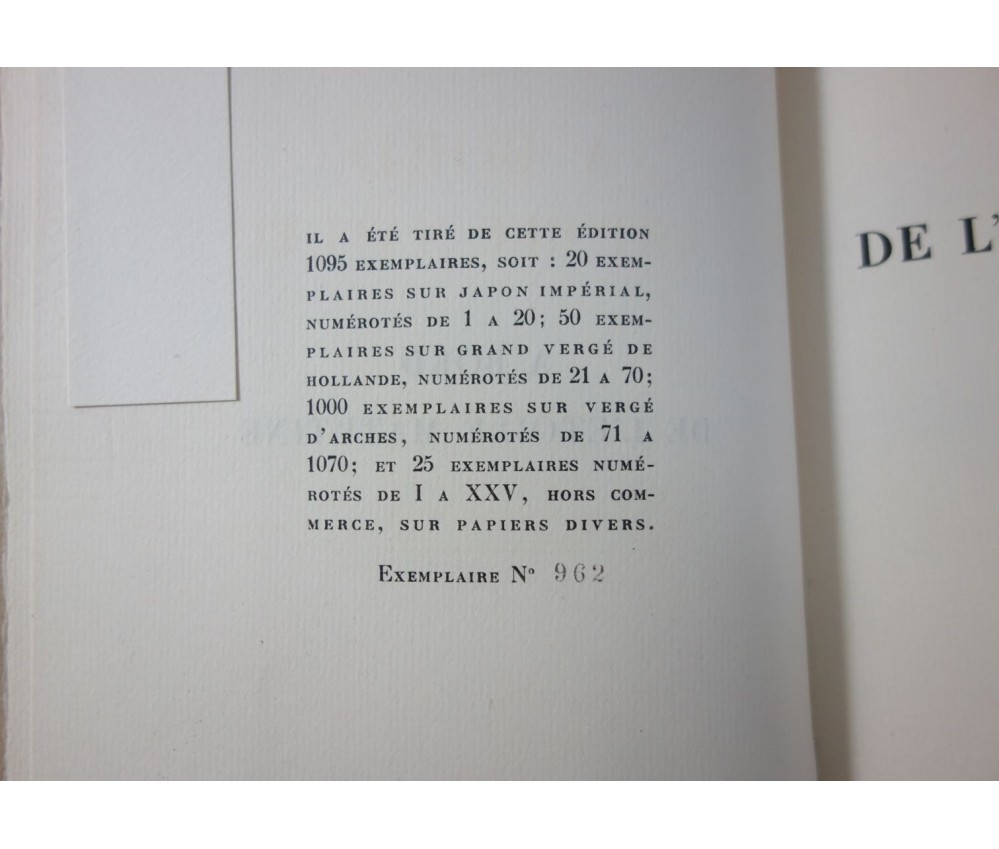 IL A ÉTÉ TIRÉ DE CETTE ÉDITION
1095 EXEMPLAIRES, SOIT : 20 EXEM-
PLAIRES SUR JAPON IMPÉRIAL,
NUMÉROTÉS DE 1 A 20; 50 EXEM-
PLAIRES SUR GRAND VERGÉ DE
HOLLANDE, NUMÉROTÉS DE 21 A 70;
1000 EXEMPLAIRES SUR VERGÉ
D'ARCHES, NUMÉROTÉS DE 71 A
1070; ET 25 EXEMPLAIRES NUMÉ-
ROTÉS DE I A XXV, HORS COM-
MERCE, SUR PAPIERS DIVERS.
EXEMPLAIRE Nº 962
DE L'